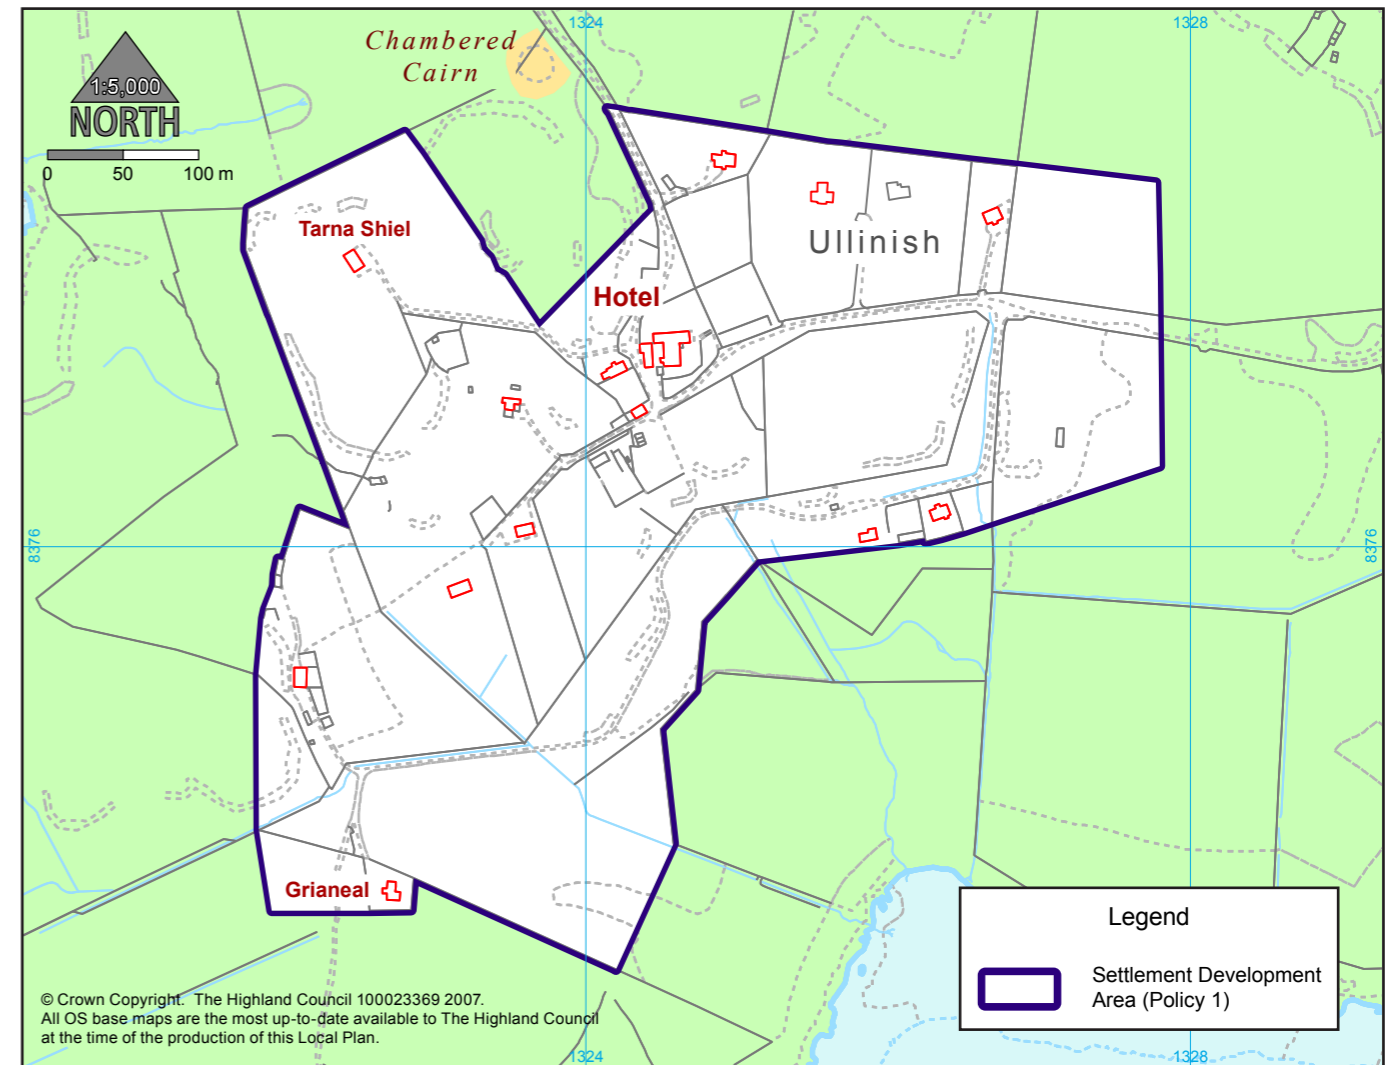 1324
1328
Chambered
Cairn
1:5,000
NORTH
0 50 100 m
Tarna Shiel
Ullinish
Hotel
8376
8376
Grianeal
Legend
Settlement Development
Area (Policy 1)
© Crown Copyright. The Highland Council 100023369 2007.
All OS base maps are the most up-to-date available to The Highland Council
at the time of the production of this Local Plan.
1324
1328